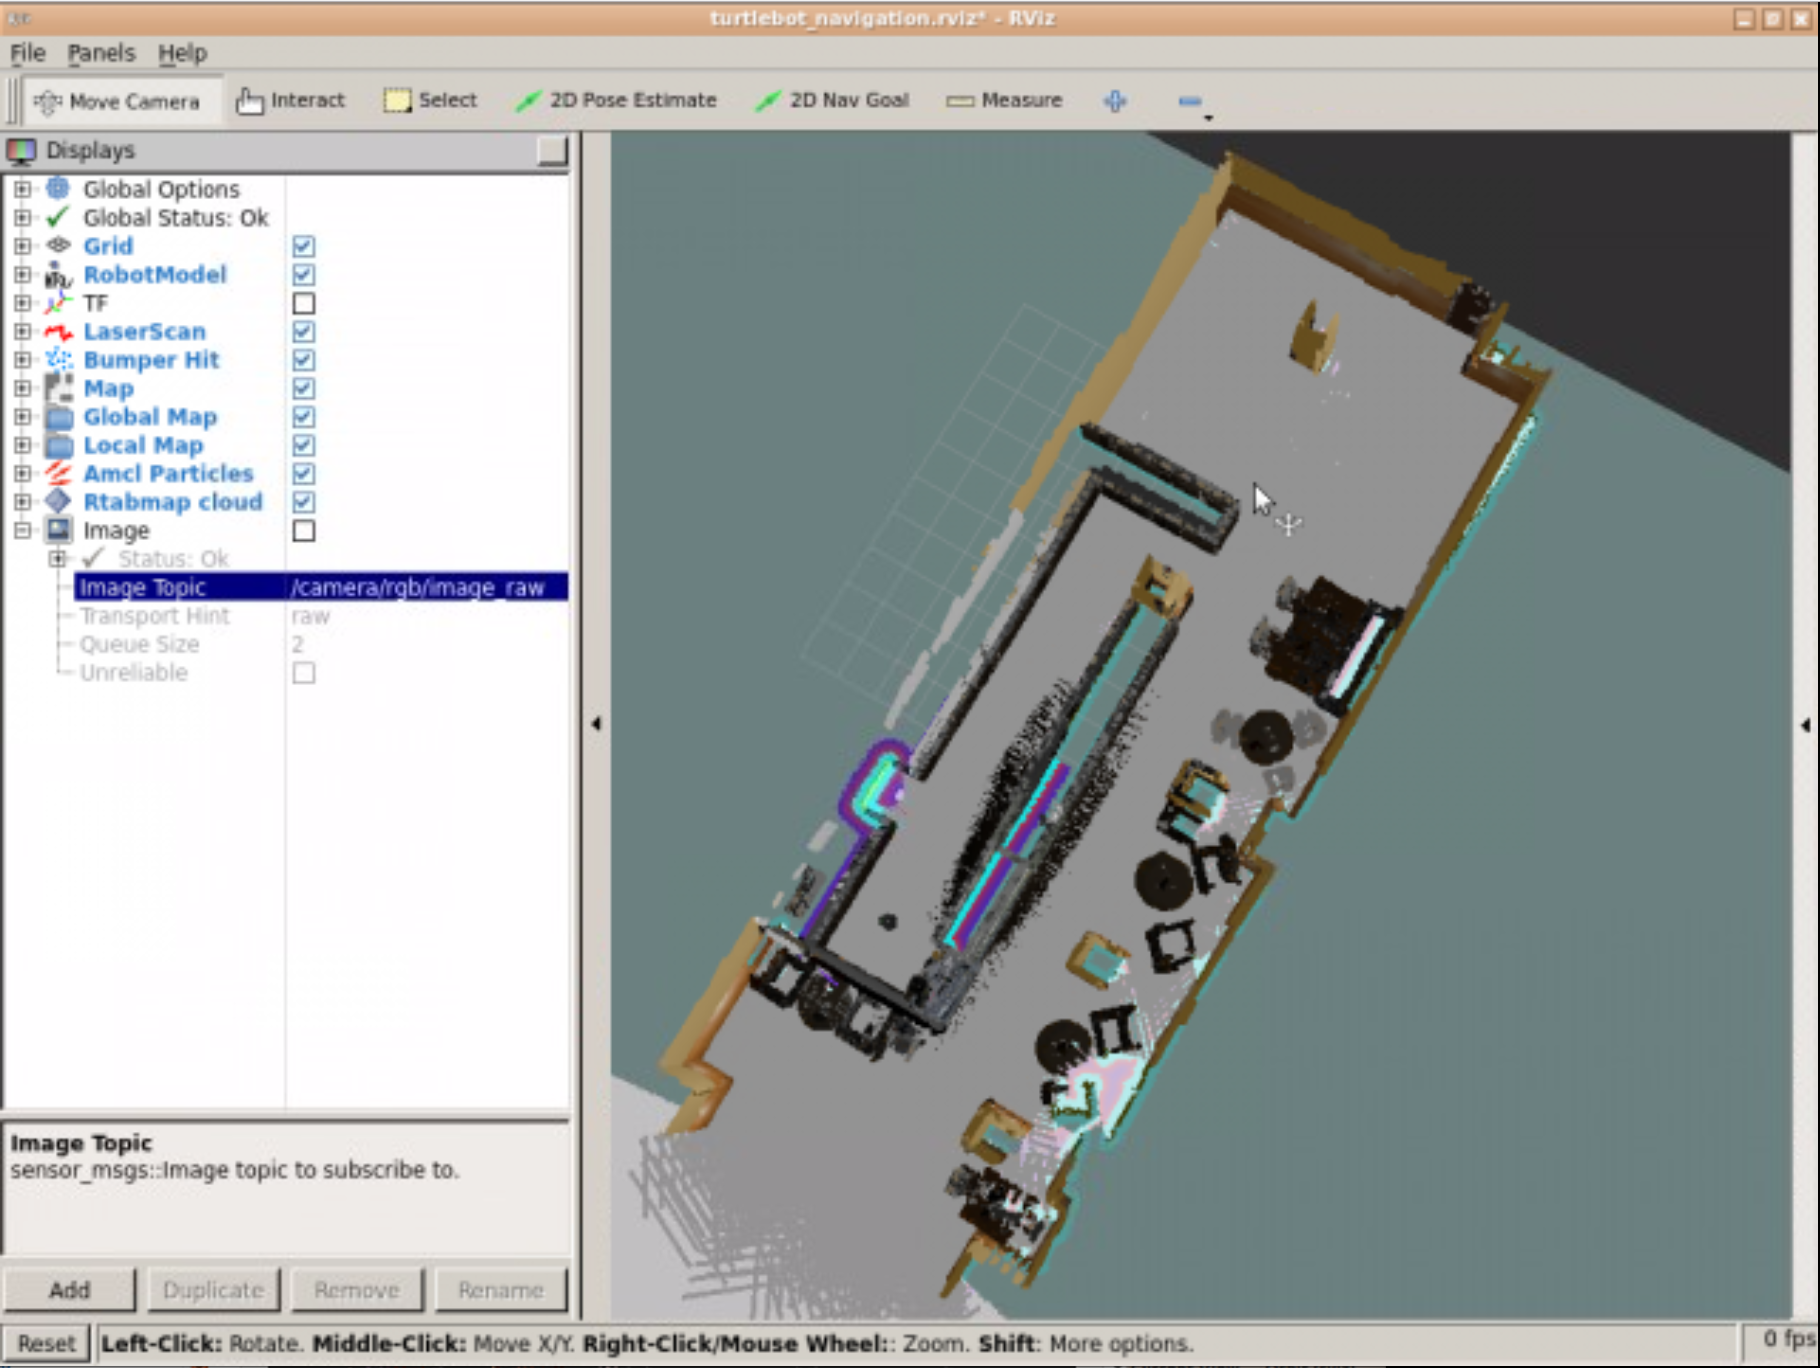 turtlebot_navigation.rviz* - RViz
File Panels Help
Move Camera Interact Select 2D Pose Estimate 2D Nav Goal Measure
Displays
Global Options
Global Status: Ok
Grid
RobotModel
TF
LaserScan
Bumper Hit
Map
Global Map
Local Map
Amcl Particles
Rtabmap cloud
Image
Status: Ok
Image Topic /camera/rgb/image_raw
Transport Hint raw
Queue Size 2
Unreliable
Image Topic
sensor_msgs::Image topic to subscribe to.
Add Duplicate Remove Rename
Reset Left-Click: Rotate. Middle-Click: Move X/Y. Right-Click/Mouse Wheel:: Zoom. Shift: More options. 0 fps